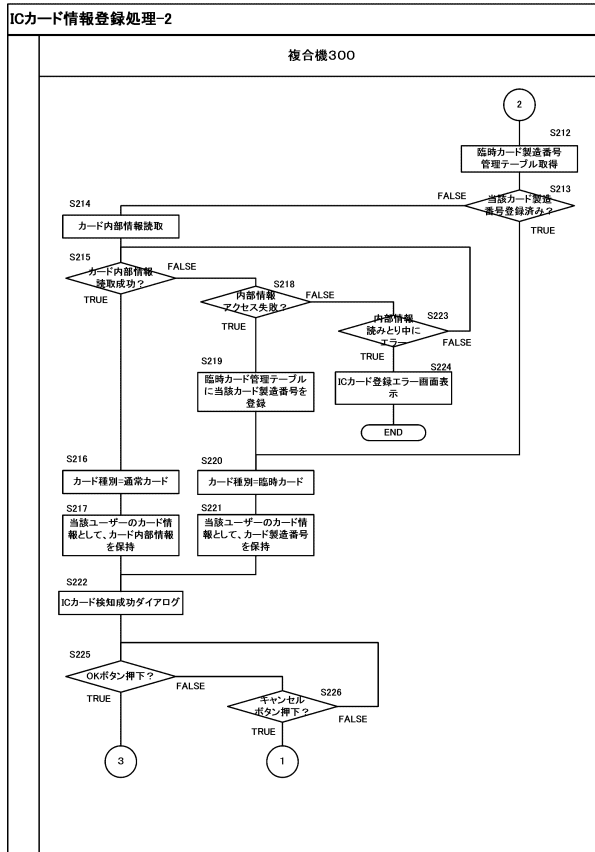 ICカード情報登録処理-2
複合機300
2
S212
臨時カード製造番号
管理テーブル取得
S213
当該カード製造
番号登録済み?
FALSE
TRUE
S214
カード内部情報読取
S215
カード内部情報
読取成功?
FALSE
TRUE
S218
内部情報
アクセス失敗?
FALSE
TRUE
S223
内部情報
読みとり中に
エラー
FALSE
TRUE
S219
臨時カード管理テーブル
に当該カード製造番号を
登録
S224
ICカード登録エラー画面表
示
END
S216
カード種別=通常カード
S220
カード種別=臨時カード
S217
当該ユーザーのカード情
報として、カード内部情報
を保持
S221
当該ユーザーのカード情
報として、カード製造番号
を保持
S222
ICカード検知成功ダイアログ
S225
OKボタン押下?
FALSE
TRUE
S226
キャンセル
ボタン押下?
FALSE
TRUE
3
1